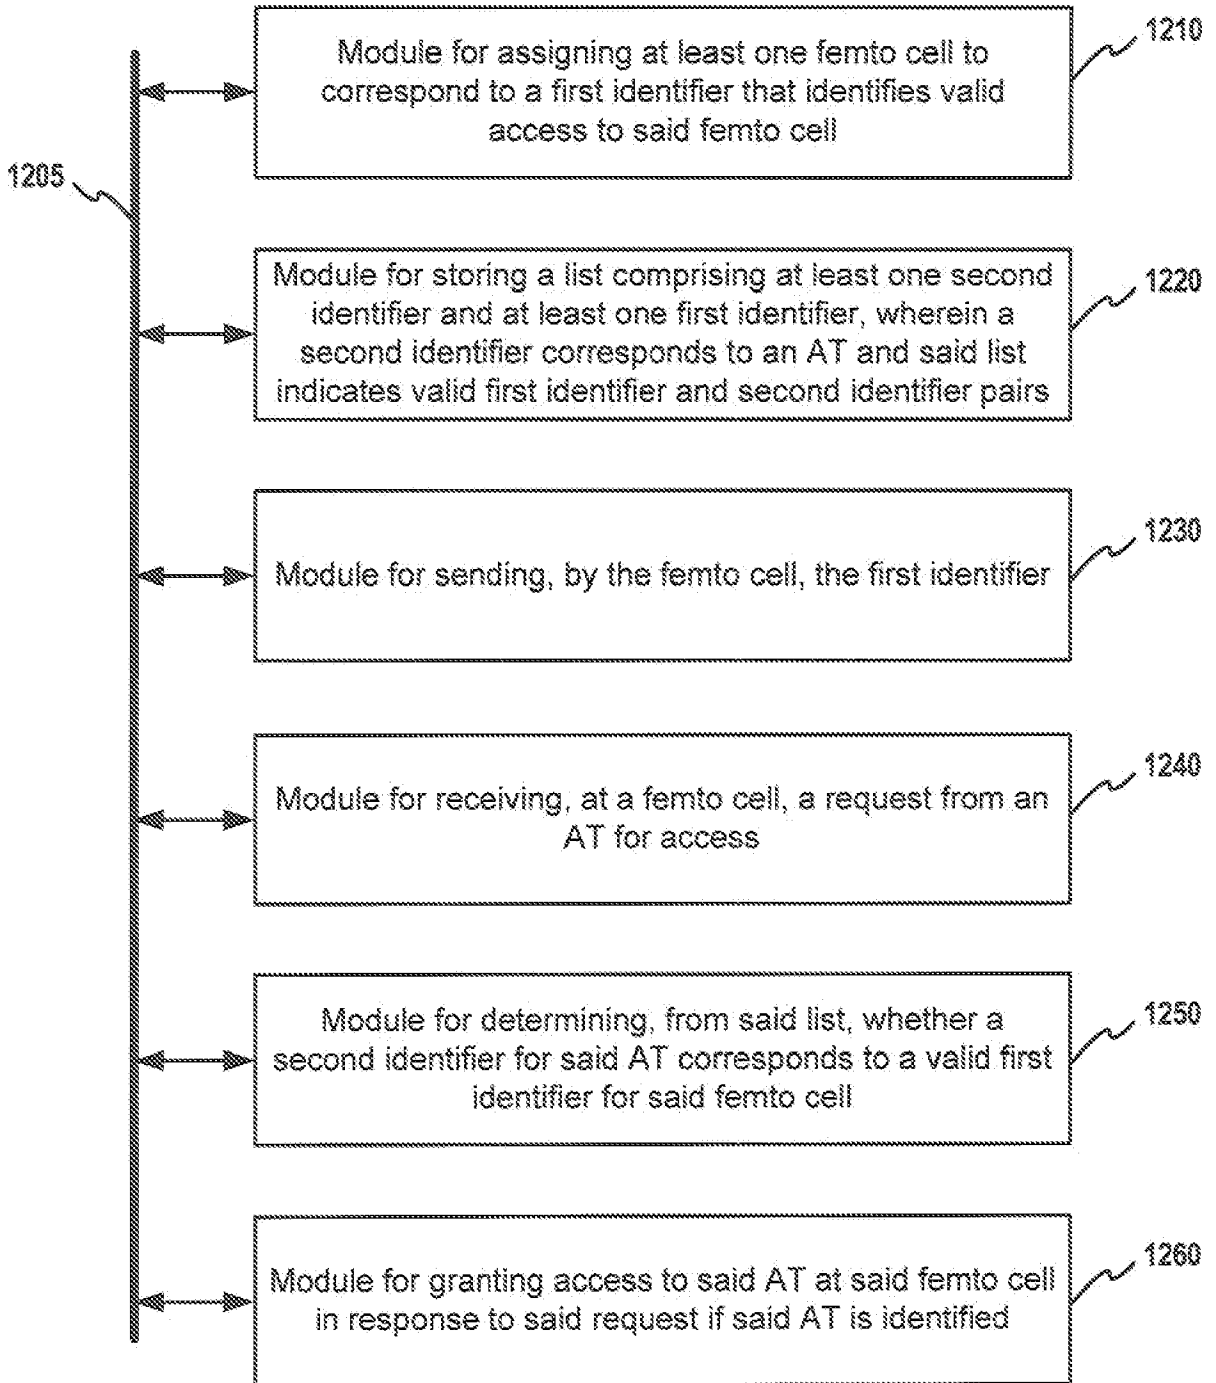 1210
Module for assigning at least one femto cell to
correspond to a first identifier that identifies valid
access to said femto cell
1205
1220
Module for storing a list comprising at least one second
identifier and at least one first identifier, wherein a
second identifier corresponds to an AT and said list
indicates valid first identifier and second identifier pairs
1230
Module for sending, by the femto cell, the first identifier
1240
Module for receiving, at a femto cell, a request from an
AT for access
1250
Module for determining, from said list, whether a
second identifier for said AT corresponds to a valid first
identifier for said femto cell
1260
Module for granting access to said AT at said femto cell
in response to said request if said AT is identified